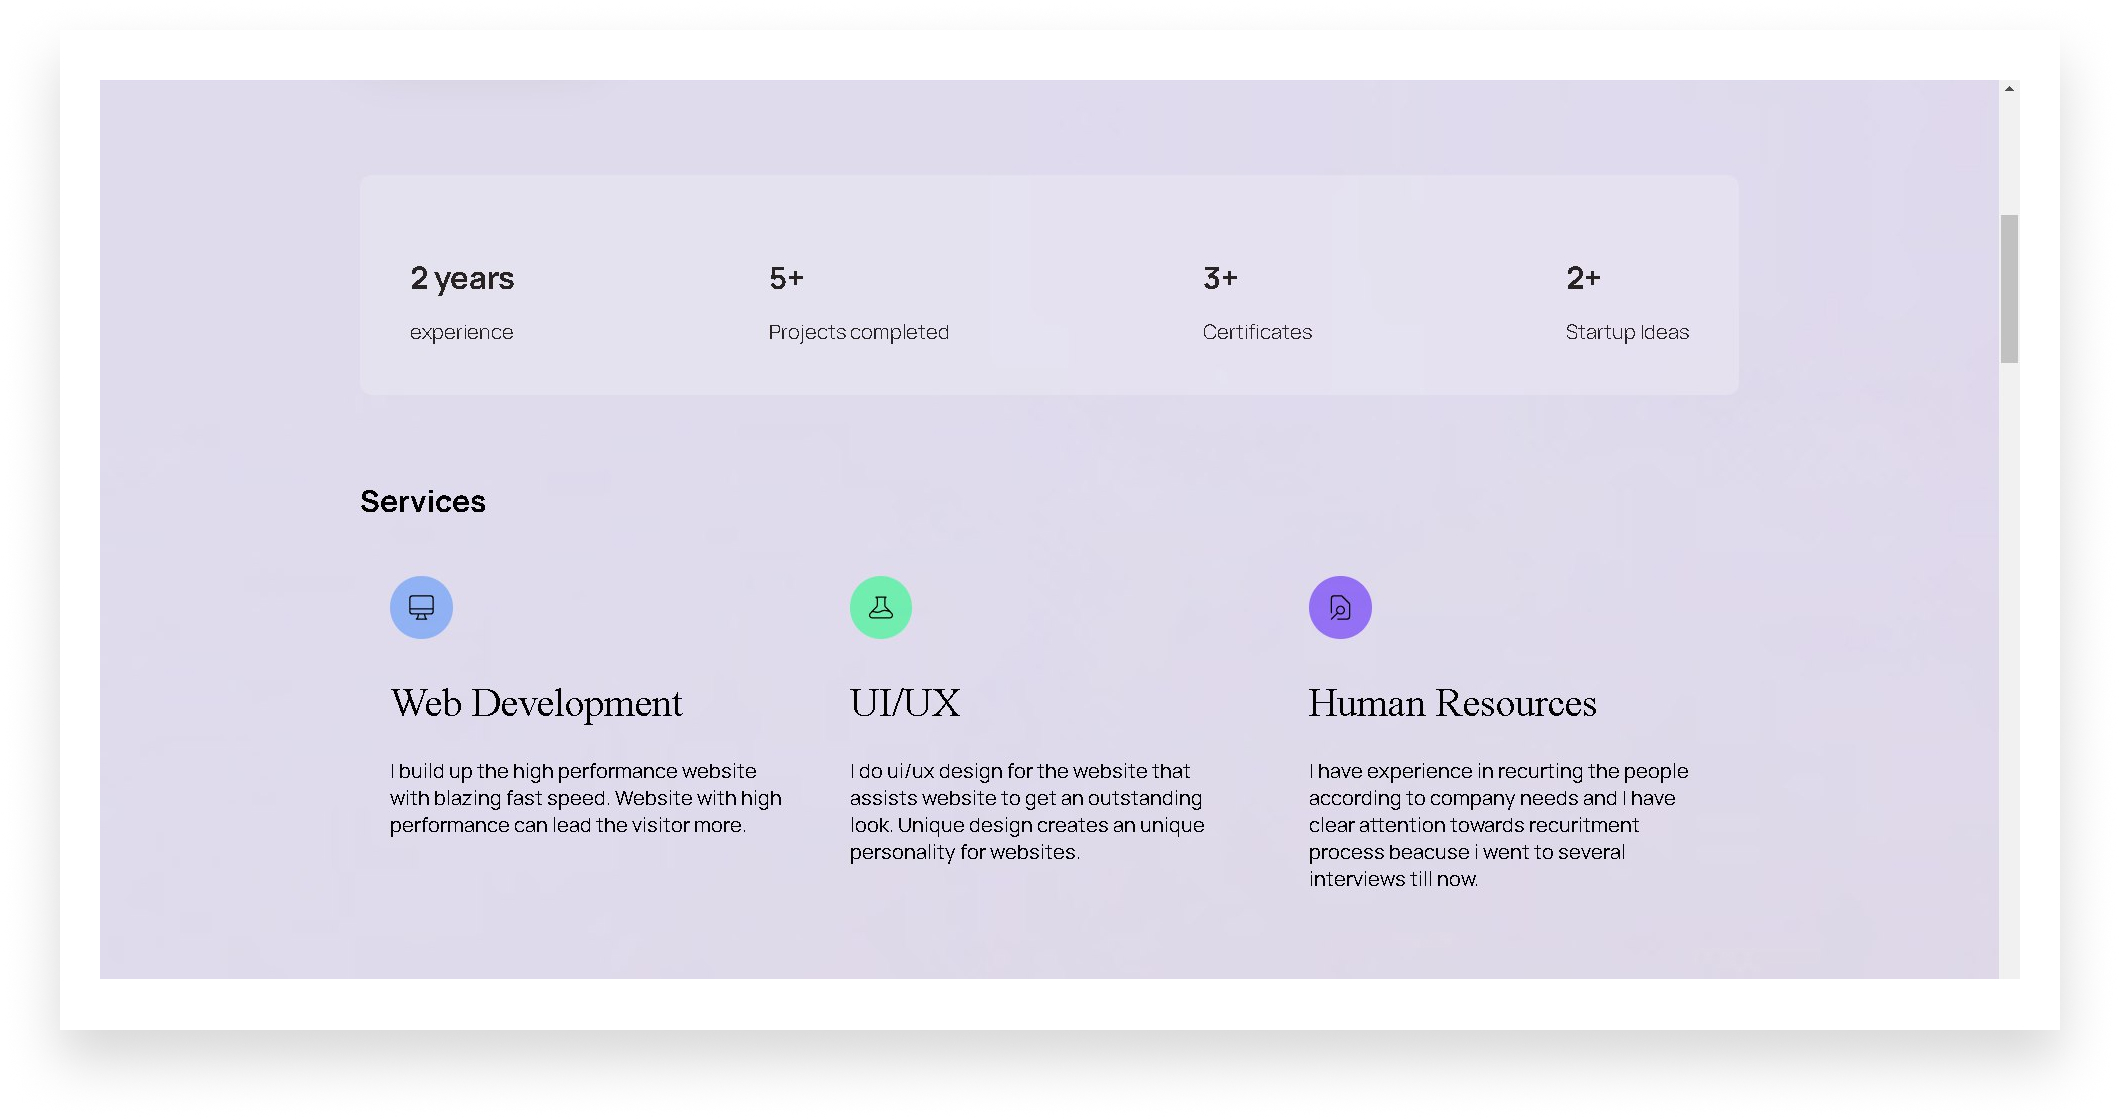 2 years
5+
3+
2+
experience
Projects completed
Certificates
Startup Ideas
Services
Web Development
I build up the high performance website
with blazing fast speed. Website with high
performance can lead the visitor more.
UI/UX
I do ui/ux design for the website that
assists website to get an outstanding
look. Unique design creates an unique
personality for websites.
Human Resources
I have experience in recurting the people
according to company needs and I have
clear attention towards recuritment
process beacuse i went to several
interviews till now.